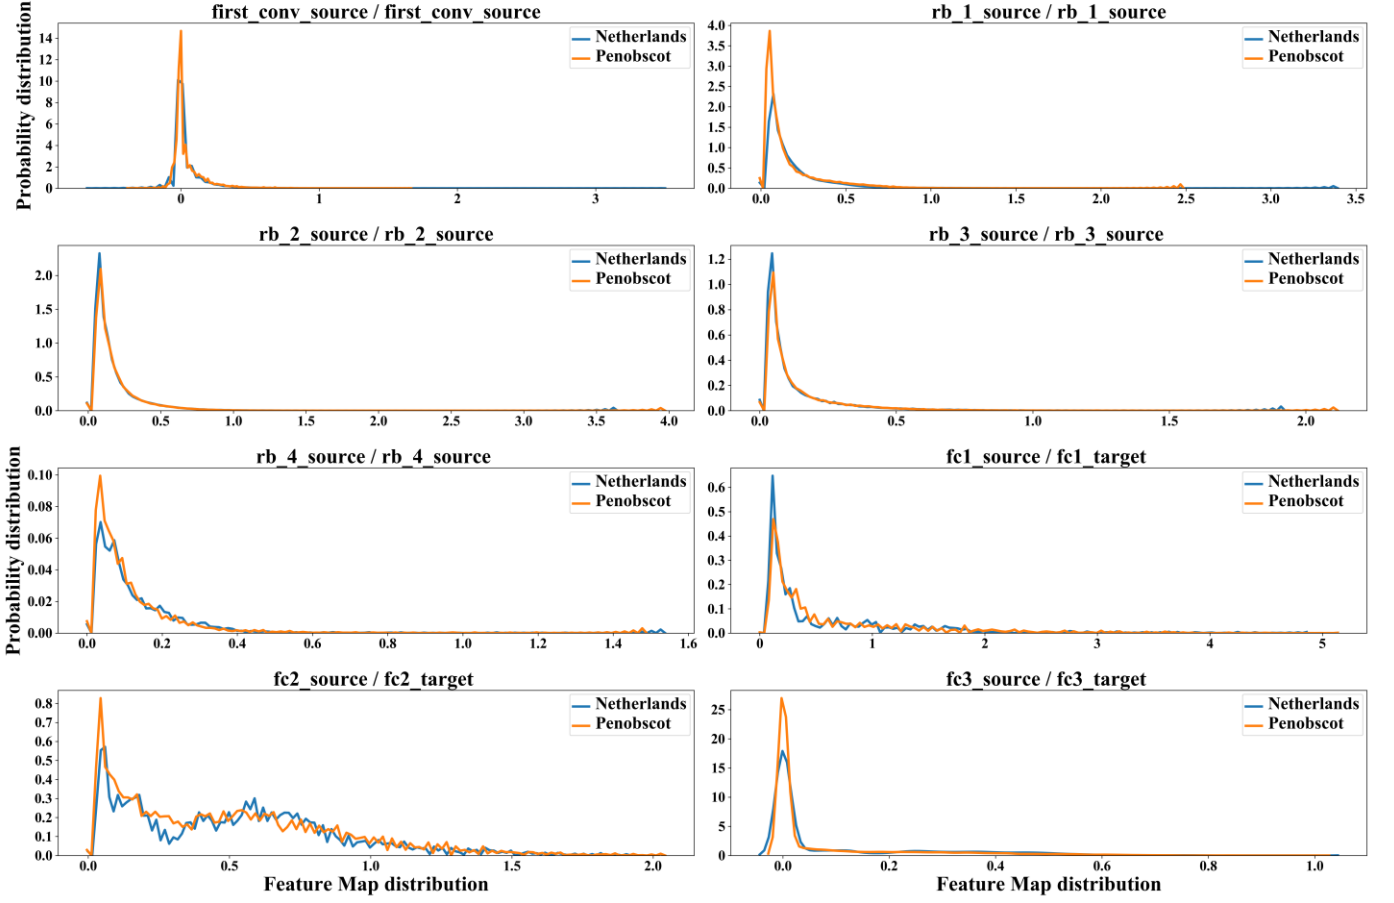 first_conv_source / first_conv_source
Probability distribution
14
12
10
8
6
4
2
0
0 1 2 3
Netherlands
Penobscot
rb_1_source / rb_1_source
4.0
3.5
3.0
2.5
2.0
1.5
1.0
0.5
0.0
0.0 0.5 1.0 1.5 2.0 2.5 3.0 3.5
Netherlands
Penobscot
rb_2_source / rb_2_source
2.0
1.5
1.0
0.5
0.0
0.0 0.5 1.0 1.5 2.0 2.5 3.0 3.5 4.0
Netherlands
Penobscot
rb_3_source / rb_3_source
1.2
1.0
0.8
0.6
0.4
0.2
0.0
0.0 0.5 1.0 1.5 2.0
Netherlands
Penobscot
rb_4_source / rb_4_source
Probability distribution
0.10
0.08
0.06
0.04
0.02
0.00
0.0 0.2 0.4 0.6 0.8 1.0 1.2 1.4 1.6
Netherlands
Penobscot
fc1_source / fc1_target
0.6
0.5
0.4
0.3
0.2
0.1
0.0
0 1 2 3 4 5
Netherlands
Penobscot
fc2_source / fc2_target
0.8
0.7
0.6
0.5
0.4
0.3
0.2
0.1
0.0
0.0 0.5 1.0 1.5 2.0
Netherlands
Penobscot
Feature Map distribution
fc3_source / fc3_target
25
20
15
10
5
0
0.0 0.2 0.4 0.6 0.8 1.0
Netherlands
Penobscot
Feature Map distribution